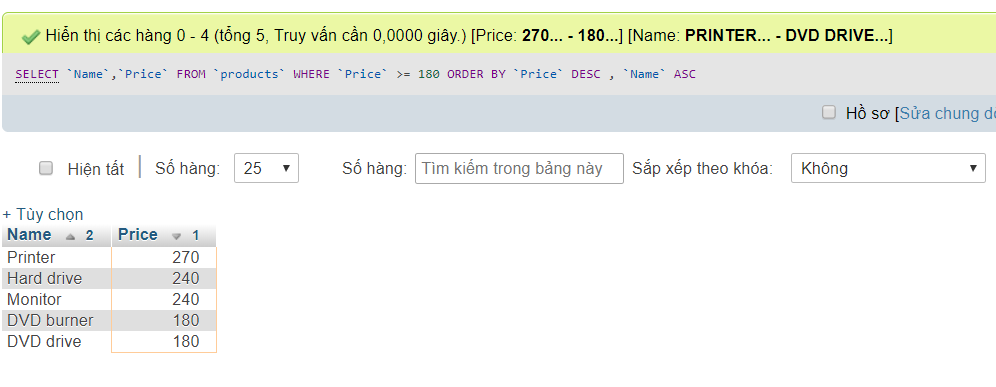 Hiển thị các hàng 0 - 4 (tổng 5, Truy vấn cần 0,0000 giây.) [Price: 270... - 180...] [Name: PRINTER... - DVD DRIVE...]
SELECT `Name`,`Price` FROM `products` WHERE `Price` >= 180 ORDER BY `Price` DESC , `Name` ASC
Hồ sơ [Sửa chung
Hiện tất Số hàng: 25 Số hàng: Tìm kiếm trong bảng này Sắp xếp theo khóa: Không
+ Tùy chọn
Name 2 Price 1
Printer 270
Hard drive 240
Monitor 240
DVD burner 180
DVD drive 180